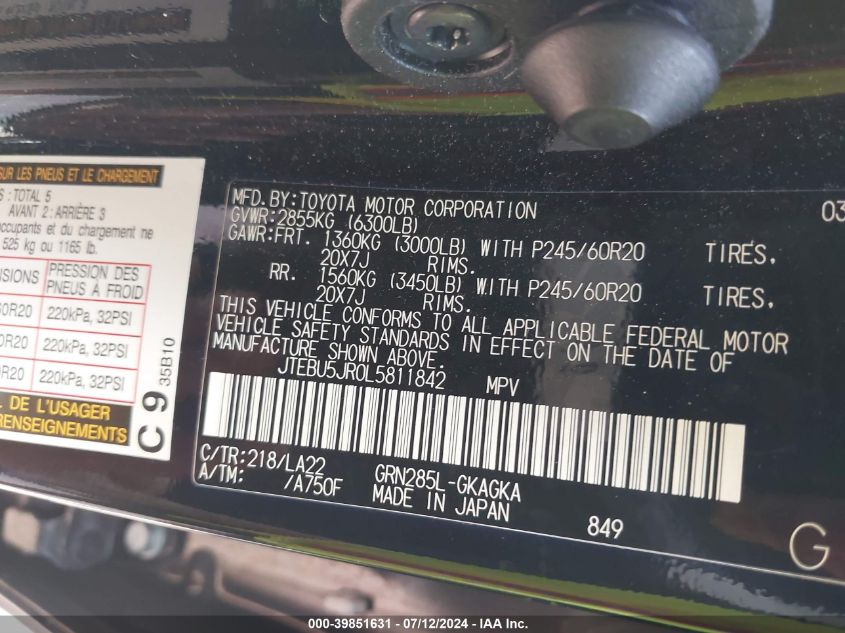 SUR LES PNEUS ET LE CHARGEMENT
: TOTAL 5
AVANT 2: ARRIÈRE 3
occupants et du chargement ne
525 kg ou 1165 lb.
PRESSION DES
PNEUS À FROID
220kPa, 32PSI
R20 220kPa, 32PSI
R20 220kPa, 32PSI
DE L'USAGER
RENSEIGNEMENTS
C9 35B10
MFD.BY:TOYOTA MOTOR CORPORATION 03
GVWR:2855KG (6300LB)
GAWR:FRT. 1360KG (3000LB) WITH P245/60R20 TIRES,
20X7J RIMS.
RR. 1560KG (3450LB) WITH P245/60R20 TIRES,
20X7J RIMS.
THIS VEHICLE CONFORMS TO ALL APPLICABLE FEDERAL MOTOR
VEHICLE SAFETY STANDARDS IN EFFECT ON THE DATE OF
MANUFACTURE SHOWN ABOVE.
JTEBU5JR0L5811842 MPV
C/TR:218/LA22 GRN285L-GKAGKA
A/TM: /A750F MADE IN JAPAN 849
G
000-39851631 - 07/12/2024 - IAA Inc.